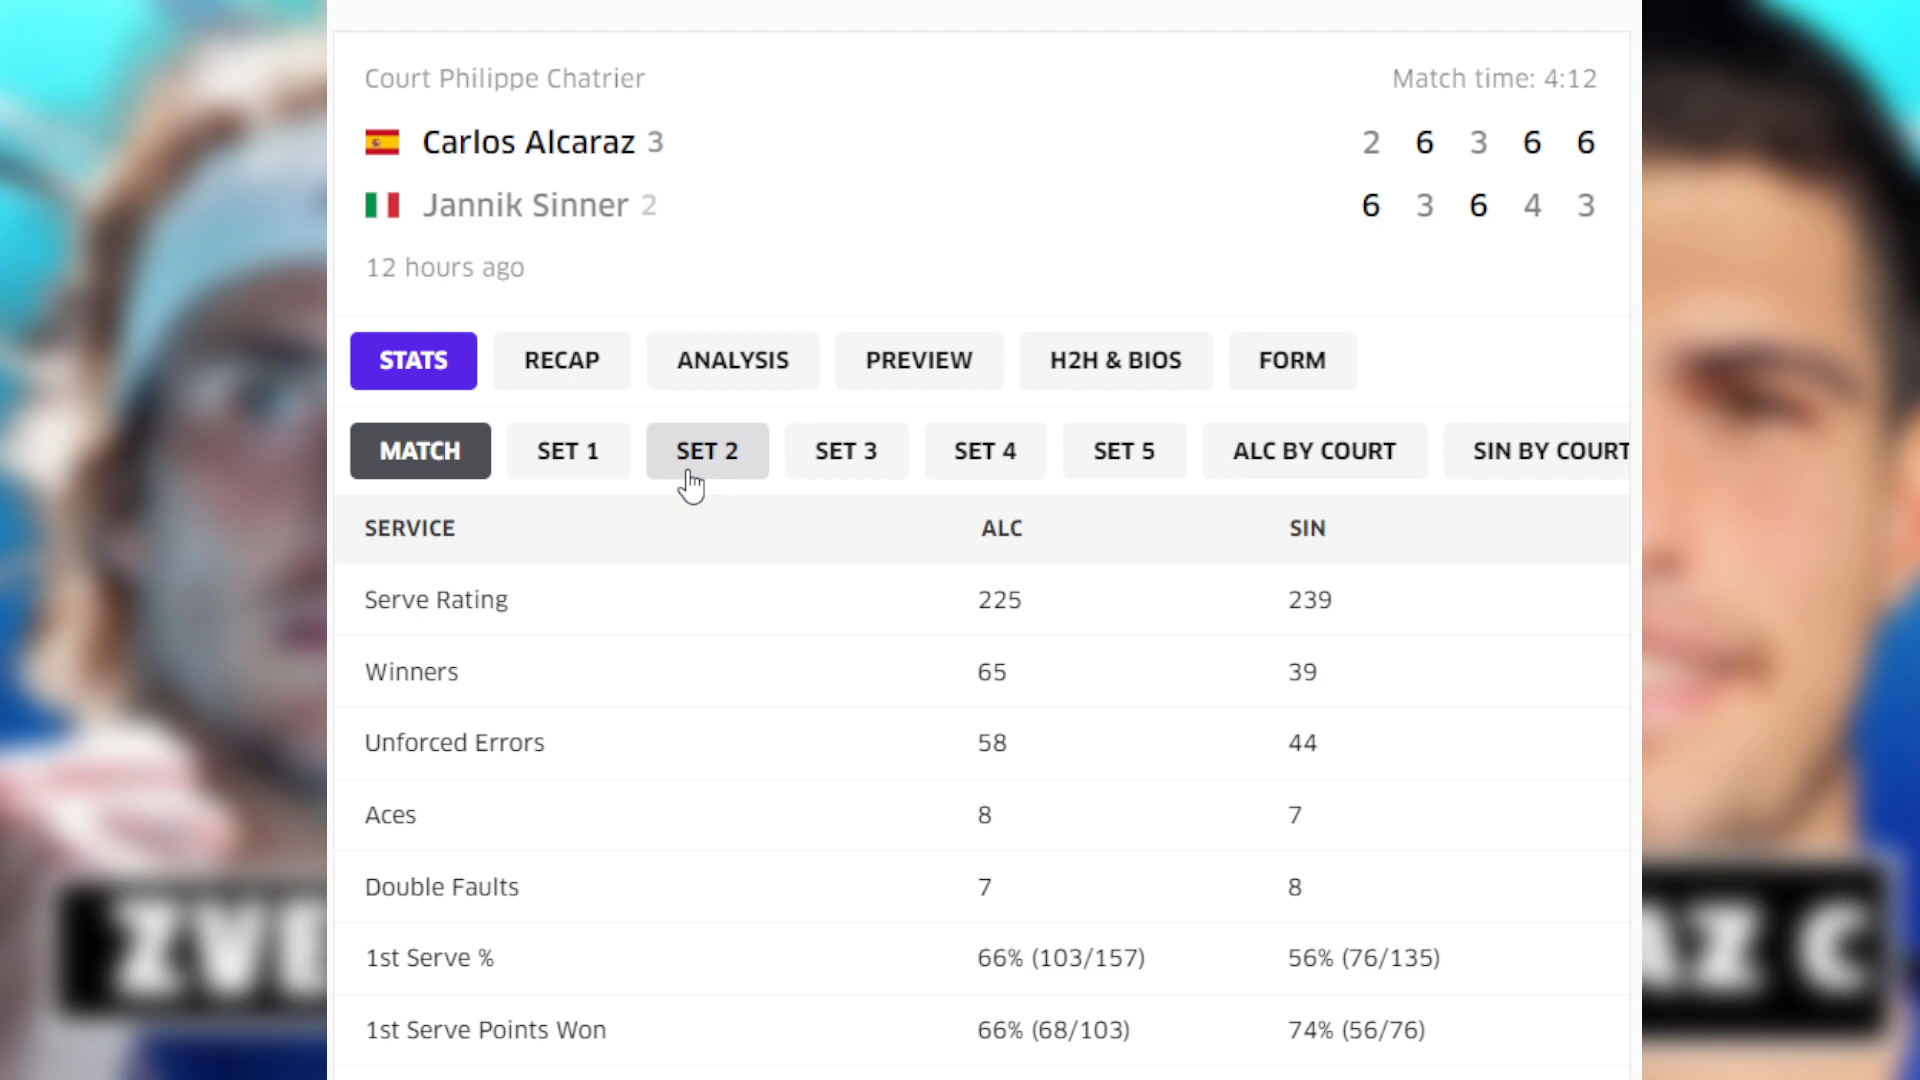 Court Philippe Chatrier Match time: 4:12
Carlos Alcaraz 3 2 6 3 6 6
Jannik Sinner 2 6 3 6 4 3
12 hours ago
STATS RECAP ANALYSIS PREVIEW H2H & BIOS FORM
MATCH SET 1 SET 2 SET 3 SET 4 SET 5 ALC BY COURT SIN BY COURT
SERVICE ALC SIN
Serve Rating 225 239
Winners 65 39
Unforced Errors 58 44
Aces 8 7
Double Faults 7 8
1st Serve % 66% (103/157) 56% (76/135)
1st Serve Points Won 66% (68/103) 74% (56/76)
ZVE AZ C